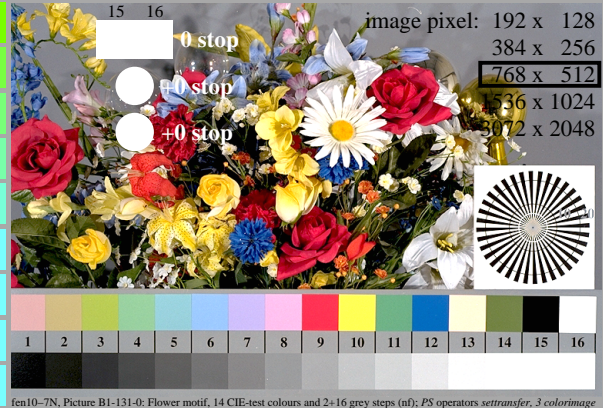 15 16
0 stop
+0 stop
+0 stop
image pixel: 192 x 128
384 x 256
768 x 512
1536 x 1024
3072 x 2048
1 2 3 4 5 6 7 8 9 10 11 12 13 14 15 16
fen10–7N, Picture B1-131-0: Flower motif, 14 CIE-test colours and 2+16 grey steps (nf); PS operators settransfer, 3 colorimage